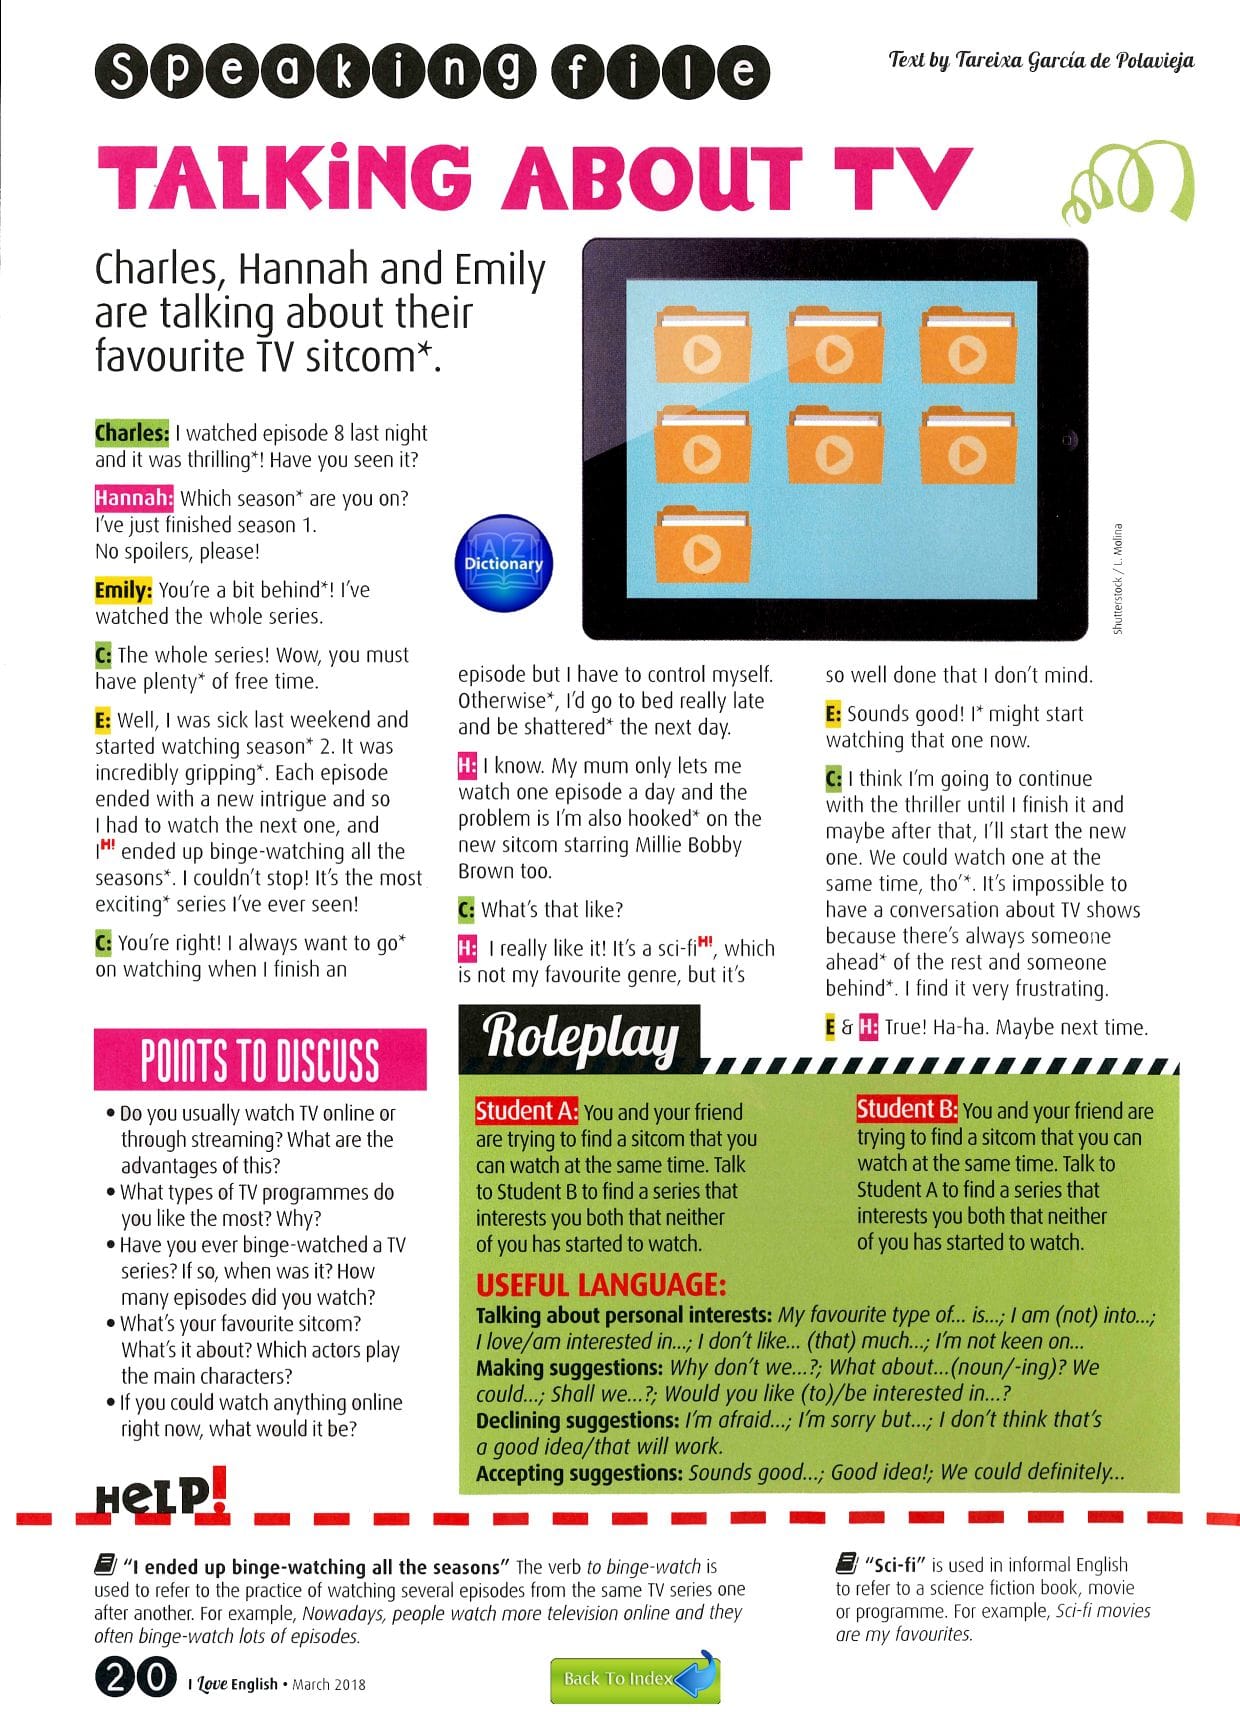 Speaking file
Text by Tareixa García de Polavieja
TALKiNG ABOUT TV
Charles, Hannah and Emily
are talking about their
favourite TV sitcom*.
Charles: I watched episode 8 last night
and it was thrilling*! Have you seen it?
Hannah: Which season* are you on?
I've just finished season 1.
No spoilers, please!
Emily: You're a bit behind*! I've
watched the whole series.
C: The whole series! Wow, you must
have plenty* of free time.
E: Well, I was sick last weekend and
started watching season* 2. It was
incredibly gripping*. Each episode
ended with a new intrigue and so
I had to watch the next one, and
I H! ended up binge-watching all the
seasons*. I couldn't stop! It's the most
exciting* series I've ever seen!
C: You're right! I always want to go*
on watching when I finish an
A Z
Dictionary
Shutterstock / L. Molina
episode but I have to control myself.
Otherwise*, I'd go to bed really late
and be shattered* the next day.
H: I know. My mum only lets me
watch one episode a day and the
problem is I'm also hooked* on the
new sitcom starring Millie Bobby
Brown too.
C: What's that like?
H: I really like it! It's a sci-fi H!, which
is not my favourite genre, but it's
so well done that I don't mind.
E: Sounds good! I* might start
watching that one now.
C: I think I'm going to continue
with the thriller until I finish it and
maybe after that, I'll start the new
one. We could watch one at the
same time, tho'*. It's impossible to
have a conversation about TV shows
because there's always someone
ahead* of the rest and someone
behind*. I find it very frustrating.
E & H: True! Ha-ha. Maybe next time.
POINTS TO DISCUSS
• Do you usually watch TV online or
through streaming? What are the
advantages of this?
• What types of TV programmes do
you like the most? Why?
• Have you ever binge-watched a TV
series? If so, when was it? How
many episodes did you watch?
• What's your favourite sitcom?
What's it about? Which actors play
the main characters?
• If you could watch anything online
right now, what would it be?
Roleplay
Student A: You and your friend
are trying to find a sitcom that you
can watch at the same time. Talk
to Student B to find a series that
interests you both that neither
of you has started to watch.
Student B: You and your friend are
trying to find a sitcom that you can
watch at the same time. Talk to
Student A to find a series that
interests you both that neither
of you has started to watch.
USEFUL LANGUAGE:
Talking about personal interests: My favourite type of... is...; I am (not) into...;
I love/am interested in...; I don't like... (that) much...; I'm not keen on...
Making suggestions: Why don't we...?; What about...(noun/-ing)? We
could...; Shall we...?; Would you like (to)/be interested in...?
Declining suggestions: I'm afraid...; I'm sorry but...; I don't think that's
a good idea/that will work.
Accepting suggestions: Sounds good...; Good idea!; We could definitely...
HeLP!
"I ended up binge-watching all the seasons" The verb to binge-watch is
used to refer to the practice of watching several episodes from the same TV series one
after another. For example, Nowadays, people watch more television online and they
often binge-watch lots of episodes.
"Sci-fi" is used in informal English
to refer to a science fiction book, movie
or programme. For example, Sci-fi movies
are my favourites.
20 I Love English • March 2018
Back To Index